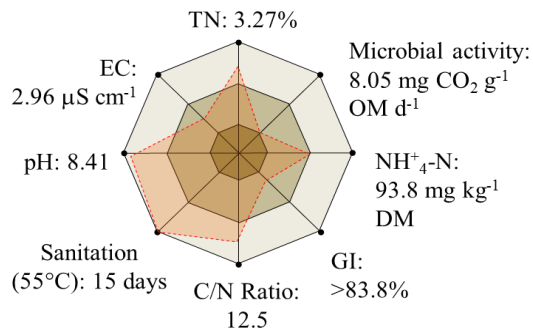 TN: 3.27%
Microbial activity:
8.05 mg CO₂ g⁻¹
OM d⁻¹
NH⁺₄-N:
93.8 mg kg⁻¹
DM
GI:
>83.8%
C/N Ratio:
12.5
Sanitation
(55°C): 15 days
pH: 8.41
EC:
2.96 µS cm⁻¹